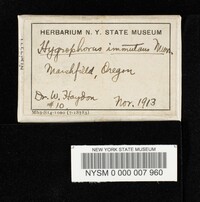 HERBARIUM N. Y. STATE MUSEUM
Hygrophorus immutans Murr.
Marshfield, Oregon
Dr. W. Haydon
#10
Nov. 1913
NEW YORK STATE MUSEUM
NYSM 0 000 007 960